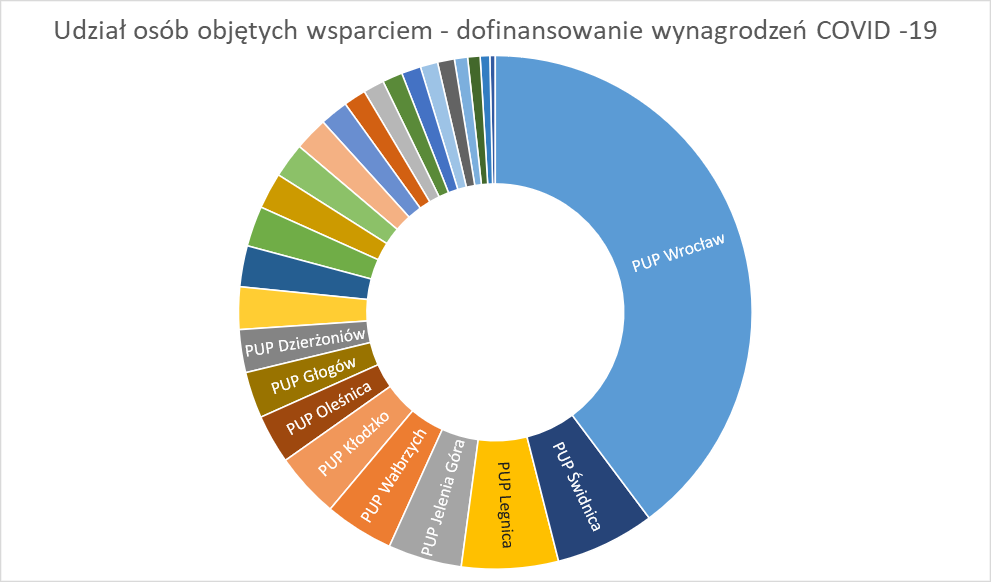 Udział osób objętych wsparciem - dofinansowanie wynagrodzeń COVID -19
PUP Wrocław
PUP Świdnica
PUP Legnica
PUP Jelenia Góra
PUP Wałbrzych
PUP Kłodzko
PUP Oleśnica
PUP Głogów
PUP Dzierżoniów